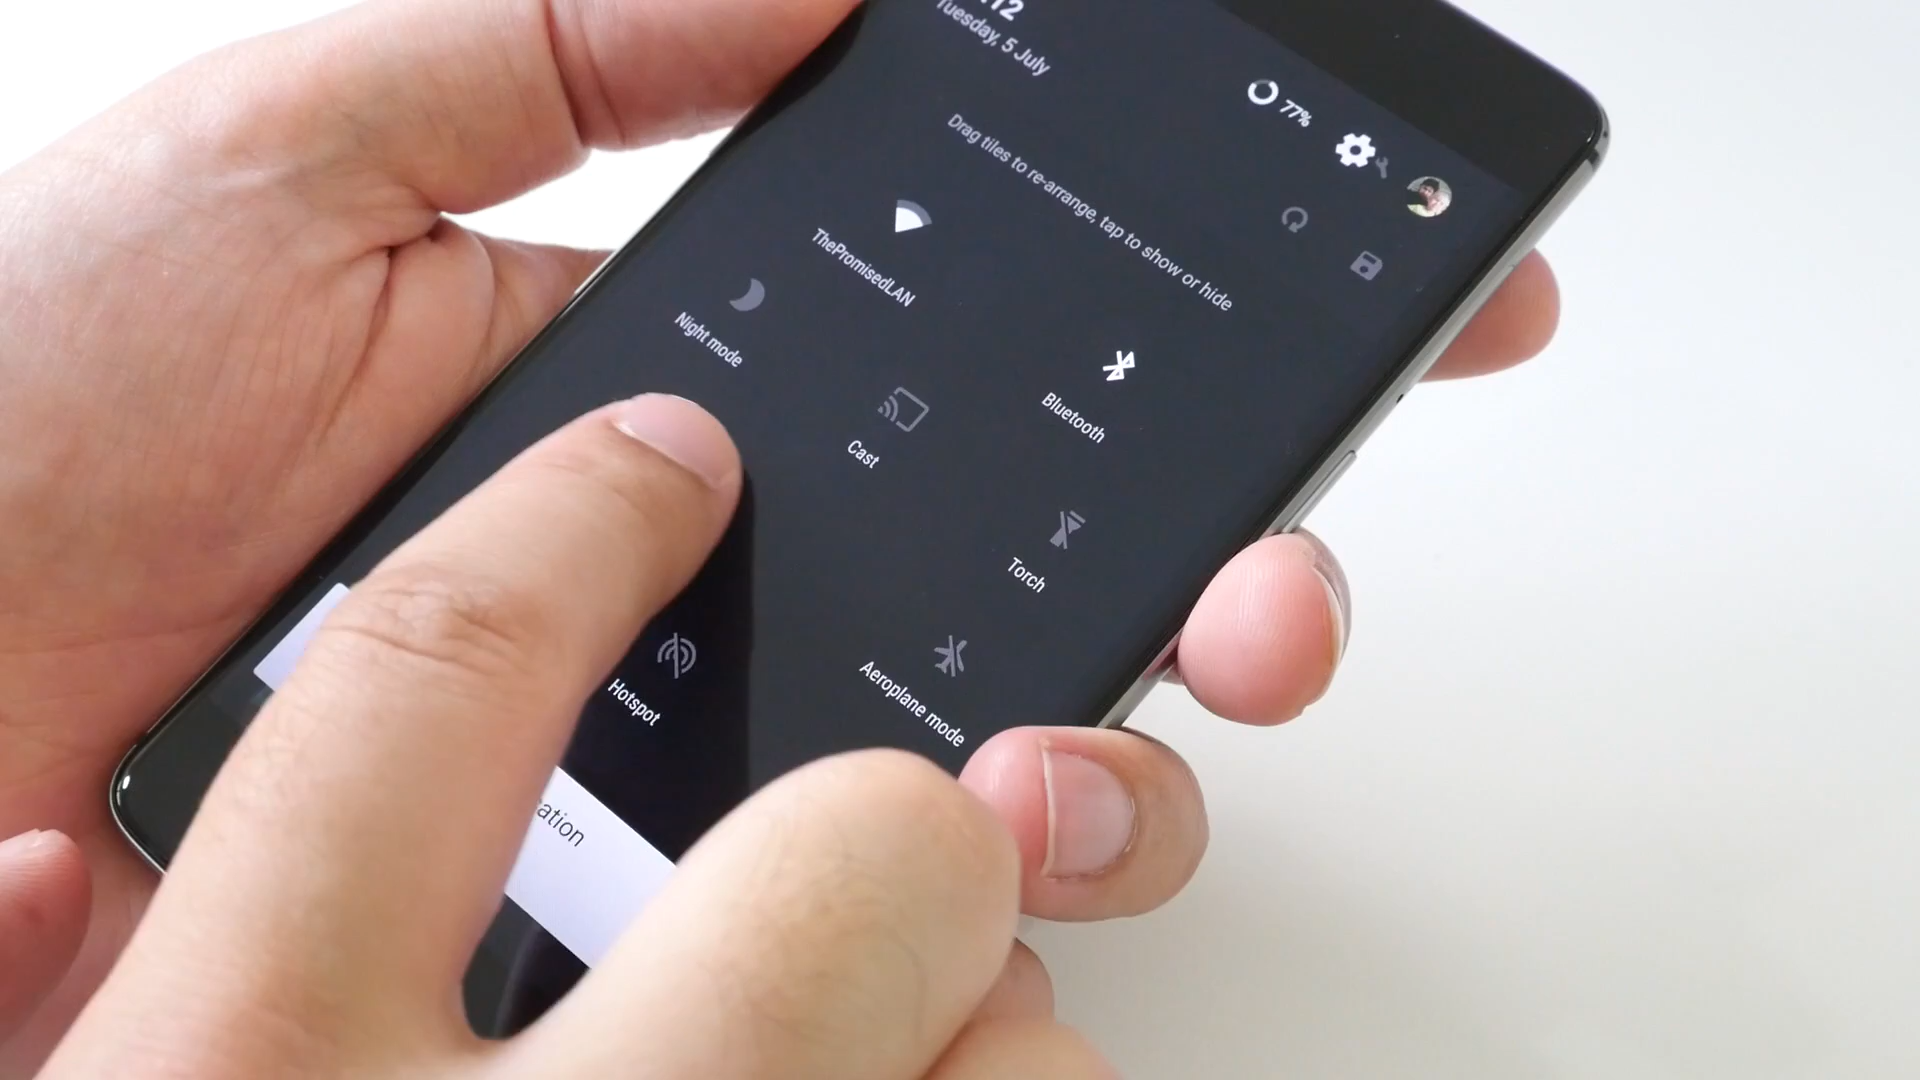 Tuesday, 5 July
77%
Drag tiles to re-arrange, tap to show or hide
ThePromisedLAN
Bluetooth
Night mode
Cast
Torch
Hotspot
Aeroplane mode